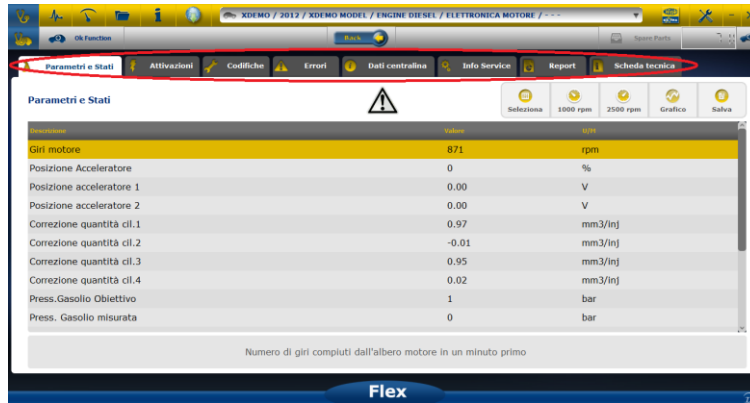 XDEMO / 2012 / XDEMO MODEL / ENGINE DIESEL / ELETTRONICA MOTORE / ---
Ok Function
Back
Spare Parts
Parametri e Stati Attivazioni Codifiche Errori Dati centralina Info Service Report Scheda tecnica
Parametri e Stati
Seleziona 1000 rpm 2500 rpm Grafico Salva
Descrizione Valore U/M
Giri motore 871 rpm
Posizione Acceleratore 0 %
Posizione acceleratore 1 0.00 V
Posizione acceleratore 2 0.00 V
Correzione quantità cil.1 0.97 mm3/inj
Correzione quantità cil.2 -0.01 mm3/inj
Correzione quantità cil.3 0.95 mm3/inj
Correzione quantità cil.4 0.02 mm3/inj
Press.Gasolio Obiettivo 1 bar
Press. Gasolio misurata 0 bar
Numero di giri compiuti dall'albero motore in un minuto primo
Flex